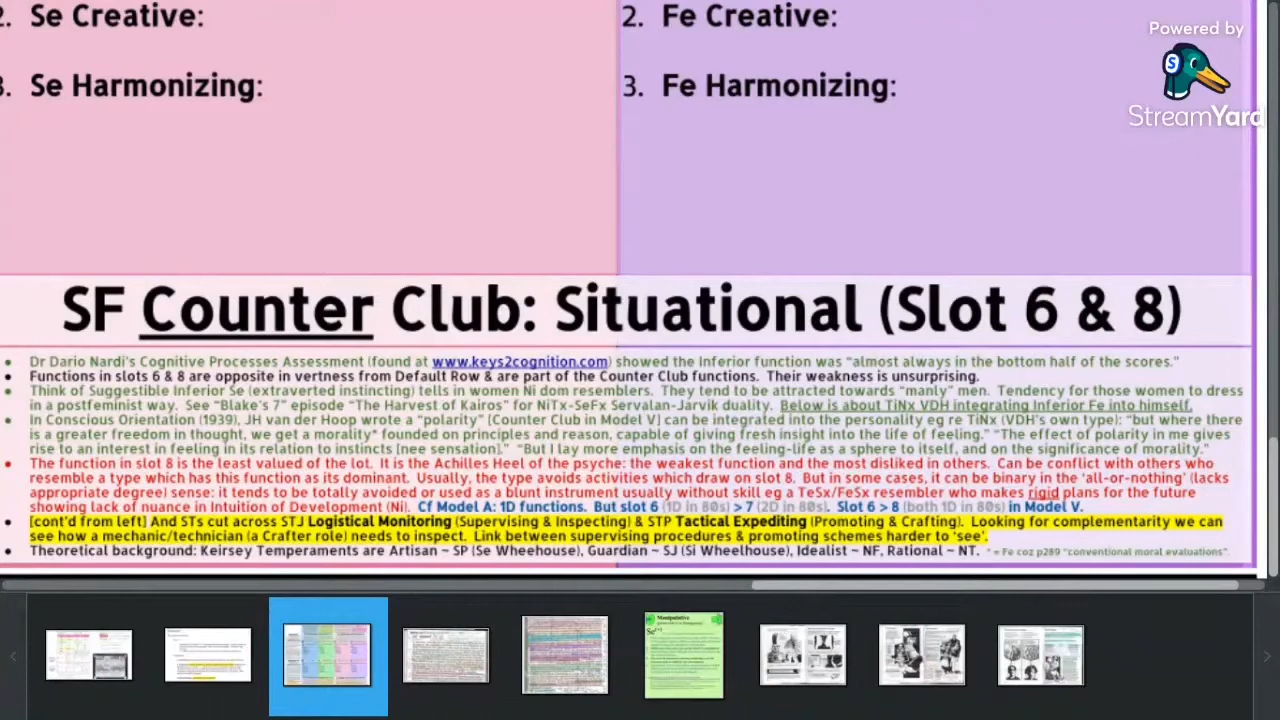 2. Se Creative:
2. Fe Creative:
Powered by
StreamYard
3. Se Harmonizing:
3. Fe Harmonizing:
SF Counter Club: Situational (Slot 6 & 8)
• Dr Dario Nardi's Cognitive Processes Assessment (found at www.keys2cognition.com) showed the Inferior function was "almost always in the bottom half of the scores."
• Functions in slots 6 & 8 are opposite in vertness from Default Row & are part of the Counter Club functions. Their weakness is unsurprising.
• Think of Suggestible Inferior Se (extraverted instincting) tells in women Ni dom resemblers. They tend to be attracted towards "manly" men. Tendency for those women to dress
in a postfeminist way. See "Blake's 7" episode "The Harvest of Kairos" for NiTx-SeFx Servalan-Jarvik duality. Below is about TiNx VDH integrating Inferior Fe into himself.
• In Conscious Orientation (1939), JH van der Hoop wrote a "polarity" [Counter Club in Model V] can be integrated into the personality eg re TiNx (VDH's own type): "but where there
is a greater freedom in thought, we get a morality* founded on principles and reason, capable of giving fresh insight into the life of feeling." "The effect of polarity in me gives
rise to an interest in feeling in its relation to instincts [nee sensation]." "But I lay more emphasis on the feeling-life as a sphere to itself, and on the significance of morality."
• The function in slot 8 is the least valued of the lot. It is the Achilles Heel of the psyche: the weakest function and the most disliked in others. Can be conflict with others who
resemble a type which has this function as its dominant. Usually, the type avoids activities which draw on slot 8. But in some cases, it can be binary in the 'all-or-nothing' (lacks
appropriate degree) sense: it tends to be totally avoided or used as a blunt instrument usually without skill eg a TeSx/FeSx resembler who makes rigid plans for the future
showing lack of nuance in Intuition of Development (Ni). Cf Model A: 1D functions. But slot 6 (1D in 80s) > 7 (2D in 80s). Slot 6 > 8 (both 1D in 80s) in Model V.
• [cont'd from left] And STs cut across STJ Logistical Monitoring (Supervising & Inspecting) & STP Tactical Expediting (Promoting & Crafting). Looking for complementarity we can
see how a mechanic/technician (a Crafter role) needs to inspect. Link between supervising procedures & promoting schemes harder to 'see'.
• Theoretical background: Keirsey Temperaments are Artisan ~ SP (Se Wheehouse), Guardian ~ SJ (Si Wheelhouse), Idealist ~ NF, Rational ~ NT. * = Fe coz p289 "conventional moral evaluations".